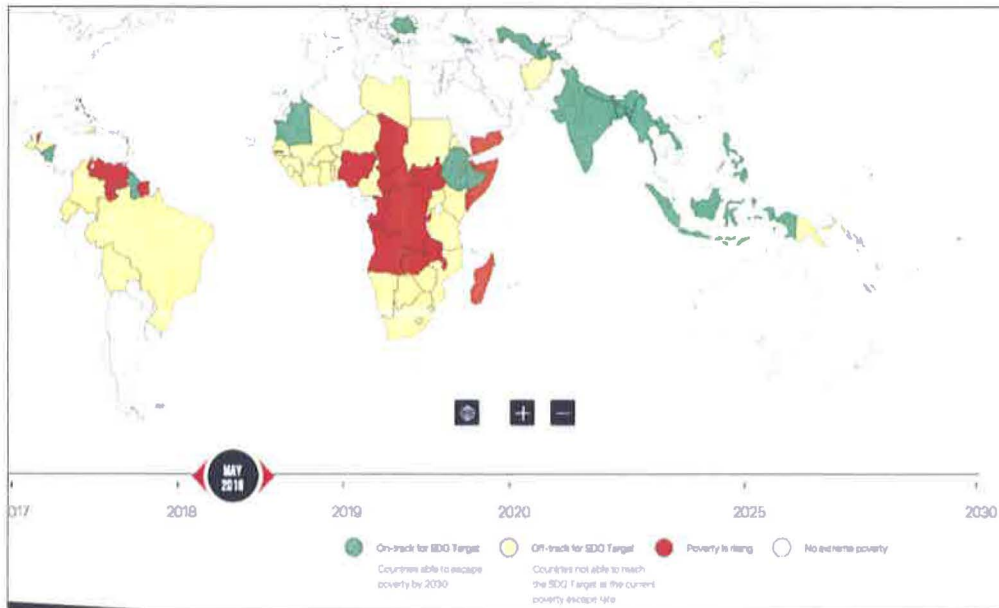 MAY
2018
017
2018
2019
2020
2025
2030
On-track for SDG Target
Off-track for SDG Target
Poverty is rising
No extreme poverty
Countries able to escape
poverty by 2030
Countries not able to reach
the SDG Target at the current
poverty escape rate